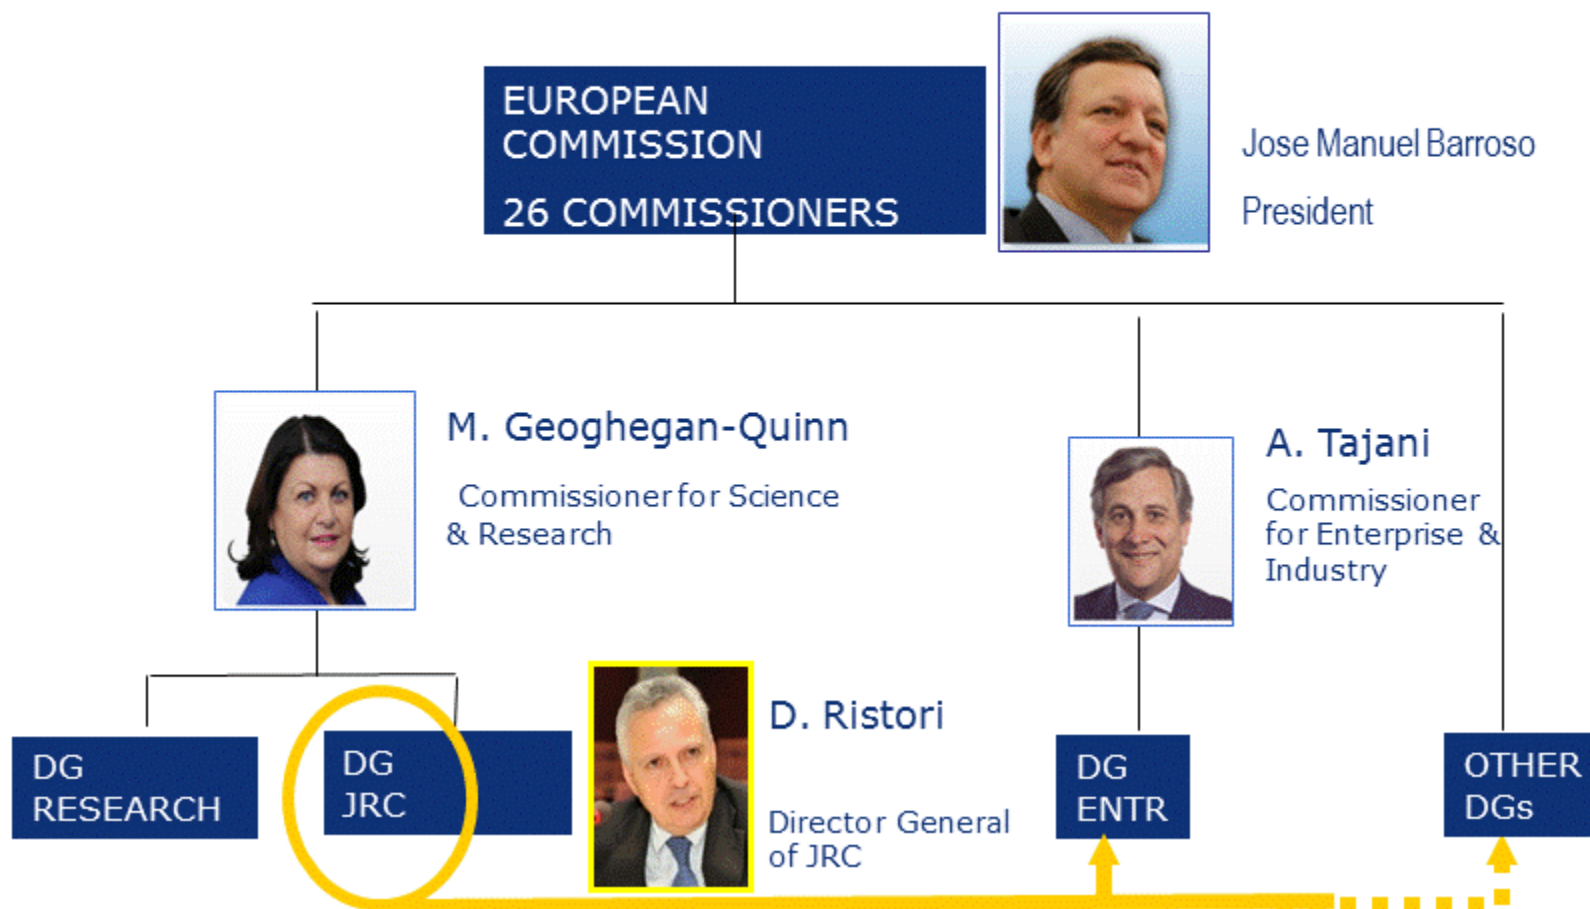 EUROPEAN
COMMISSION
26 COMMISSIONERS
Jose Manuel Barroso
President
M. Geoghegan-Quinn
Commissioner for Science
& Research
A. Tajani
Commissioner
for Enterprise &
Industry
DG
RESEARCH
DG
JRC
D. Ristori
Director General
of JRC
DG
ENTR
OTHER
DGs